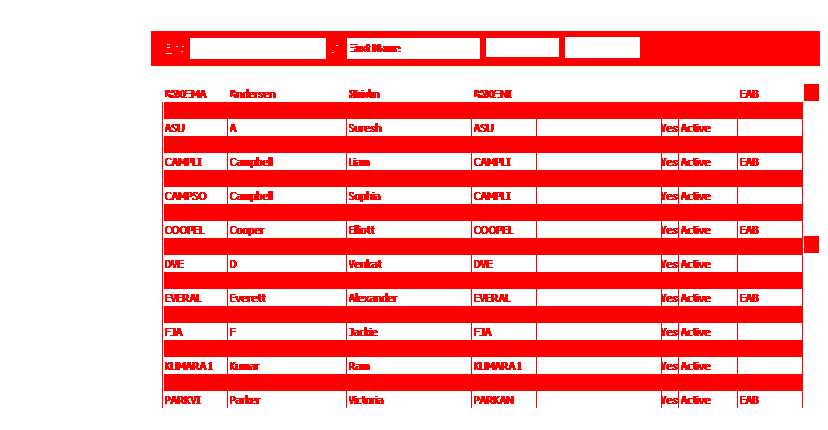 First Name
Andersen EAB
ASU A Suresh ASU Yes Active
CAMPLI Campbell Liam CAMPLI Yes Active EAB
CAMPSO Campbell Sophia CAMPLI Yes Active
COOPEL Cooper Elliott COOPEL Yes Active EAB
DVE D Venkat DVE Yes Active
EVERAL Everett Alexander EVERAL Yes Active EAB
FJA F Jackie FJA Yes Active
KUMARA1 Kumar Ram KUMARA1 Yes Active
PARKVI Parker Victoria PARKAN Yes Active EAB